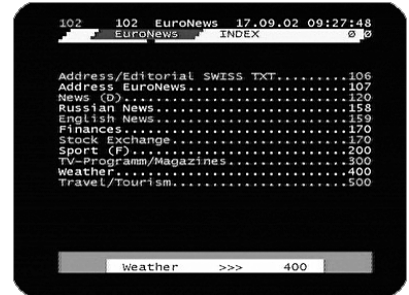 102 102 EuroNews 17.09.02 09:27:48
EuroNews INDEX
Address/Editorial SWISS TXT.........106
Address EuroNews....................107
News (D)............................120
Russian News........................158
English News........................159
Finances............................170
Stock Exchange......................170
Sport (F)...........................200
TV-Programm/Magazines...............300
Weather.............................400
Travel/Tourism......................500
Weather >>> 400